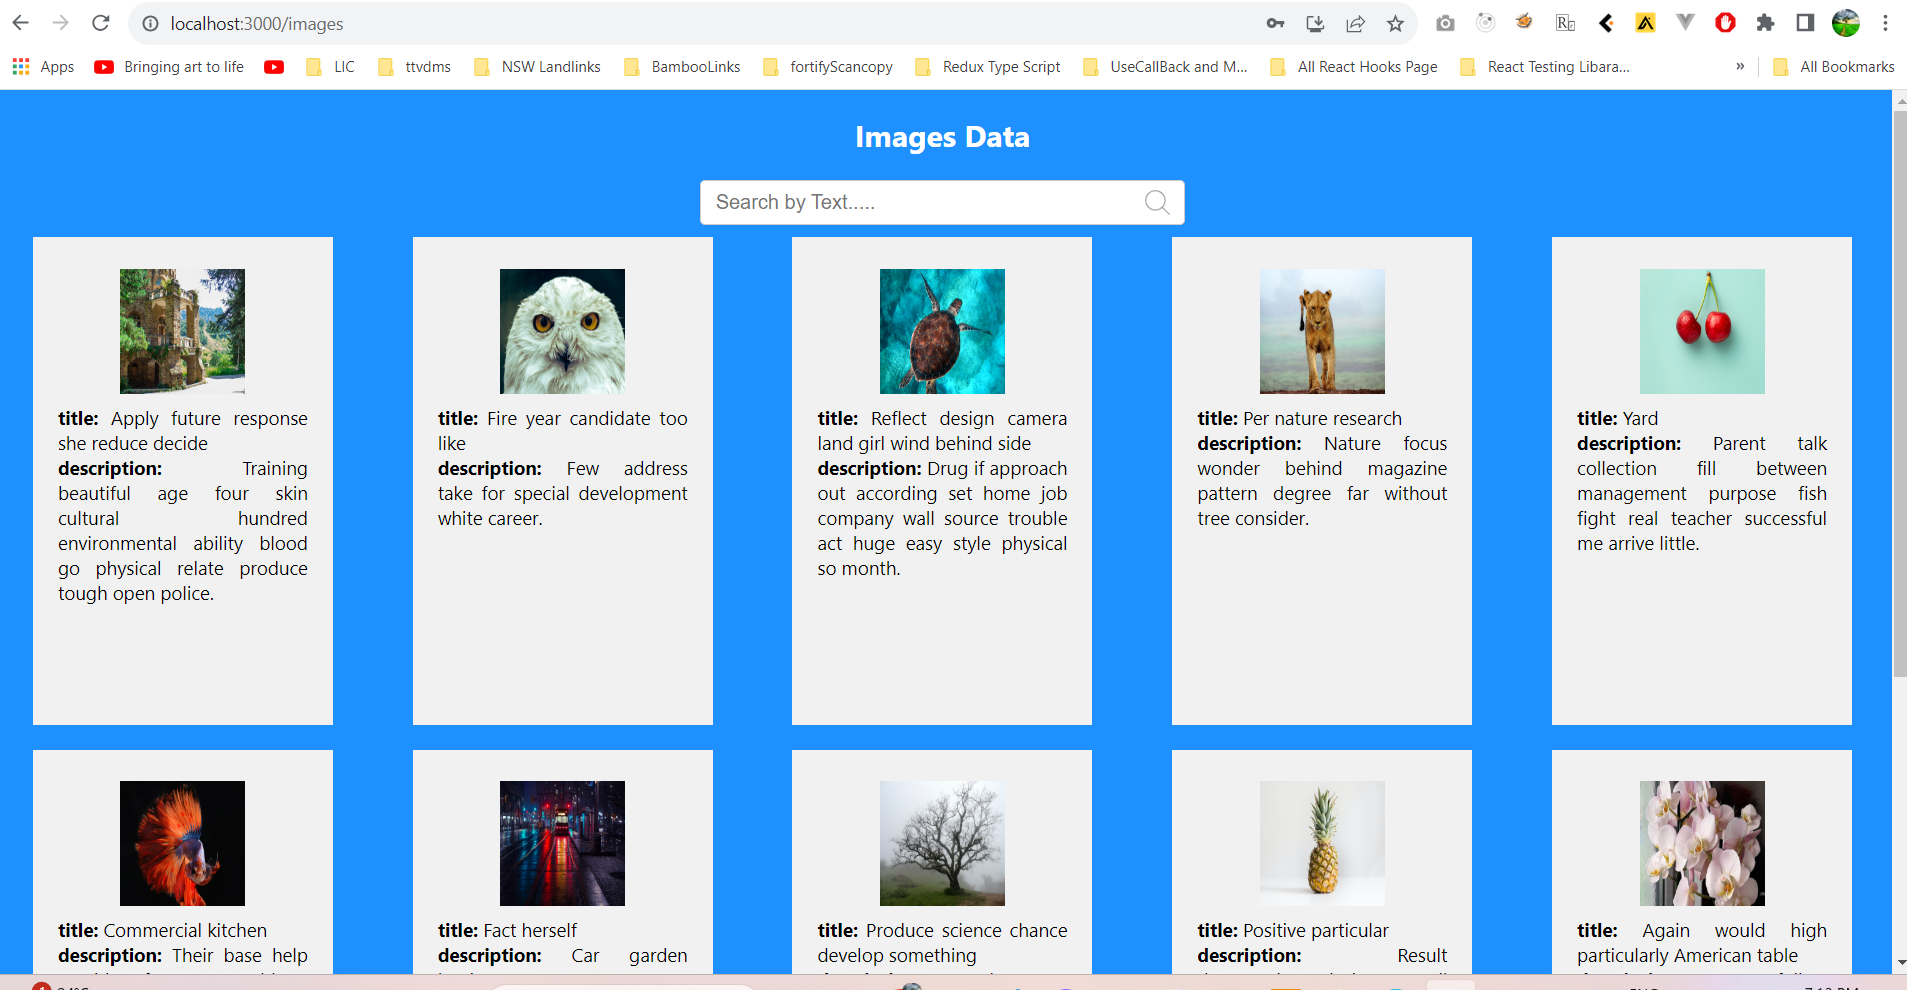 localhost:3000/images
Apps
Bringing art to life
LIC
ttvdms
NSW Landlinks
BambooLinks
fortifyScancopy
Redux Type Script
UseCallBack and M...
All React Hooks Page
React Testing Libara...
»
All Bookmarks
Images Data
Search by Text.....
title: Apply future response
she reduce decide
description: Training
beautiful age four skin
cultural hundred
environmental ability blood
go physical relate produce
tough open police.
title: Fire year candidate too
like
description: Few address
take for special development
white career.
title: Reflect design camera
land girl wind behind side
description: Drug if approach
out according set home job
company wall source trouble
act huge easy style physical
so month.
title: Per nature research
description: Nature focus
wonder behind magazine
pattern degree far without
tree consider.
title: Yard
description: Parent talk
collection fill between
management purpose fish
fight real teacher successful
me arrive little.
title: Commercial kitchen
description: Their base help
title: Fact herself
description: Car garden
title: Produce science chance
develop something
title: Positive particular
description: Result
title: Again would high
particularly American table